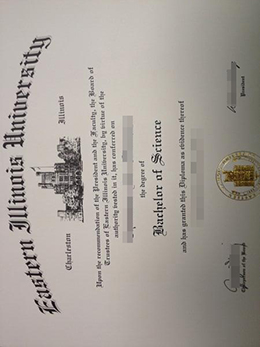 Eastern Illinois University
Charleston Illinois
Upon the recommendation of the President and the Faculty, the Board of
Trustees of Eastern Illinois University, by virtue of the
authority vested in it, has conferred on
the degree of
Bachelor of Science
and has granted this Diploma as evidence thereof
President